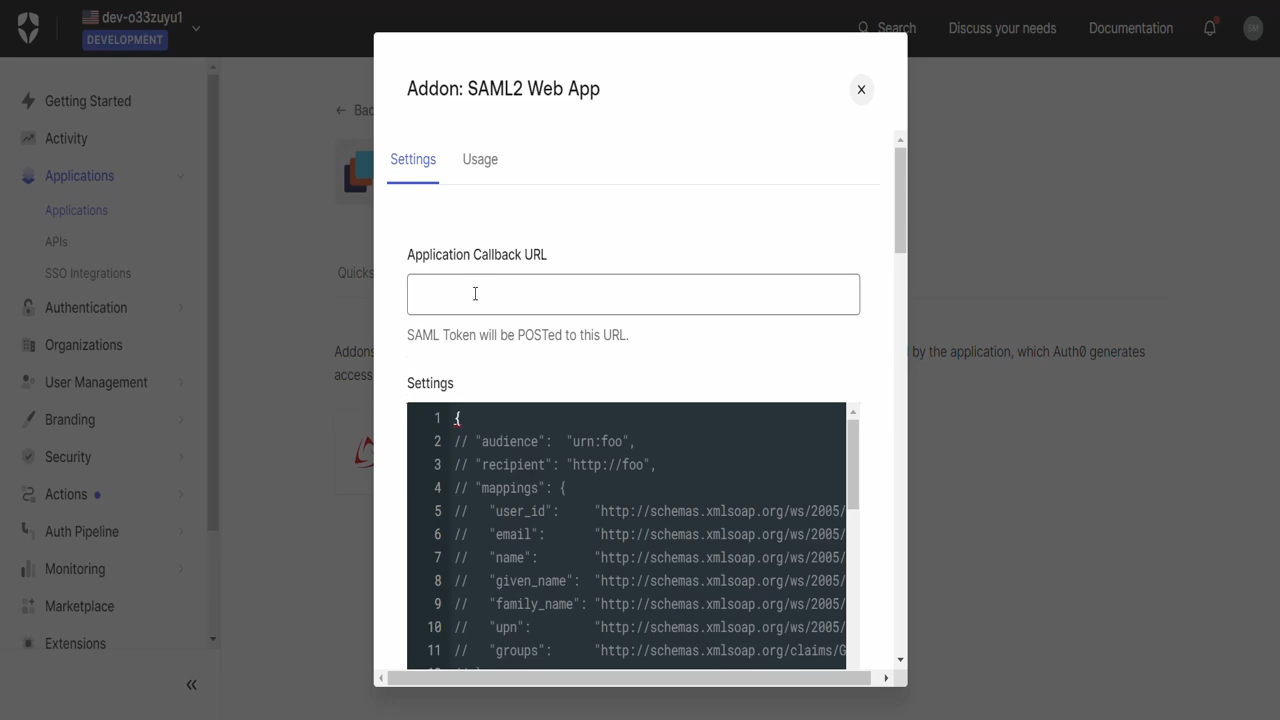 dev-o33zuyu1
DEVELOPMENT
Search
Discuss your needs
Documentation
SM
Getting Started
Activity
Applications
Applications
APIs
SSO Integrations
Authentication
Organizations
User Management
Branding
Security
Actions
Auth Pipeline
Monitoring
Marketplace
Extensions
«
← Bac
Quicks
Addons
access
by the application, which Auth0 generates
Addon: SAML2 Web App
x
Settings
Usage
Application Callback URL
SAML Token will be POSTed to this URL.
Settings
1 {
2 // "audience": "urn:foo",
3 // "recipient": "http://foo",
4 // "mappings": {
5 // "user_id": "http://schemas.xmlsoap.org/ws/2005/
6 // "email": "http://schemas.xmlsoap.org/ws/2005/
7 // "name": "http://schemas.xmlsoap.org/ws/2005/
8 // "given_name": "http://schemas.xmlsoap.org/ws/2005/
9 // "family_name": "http://schemas.xmlsoap.org/ws/2005/
10 // "upn": "http://schemas.xmlsoap.org/ws/2005/
11 // "groups": "http://schemas.xmlsoap.org/claims/G